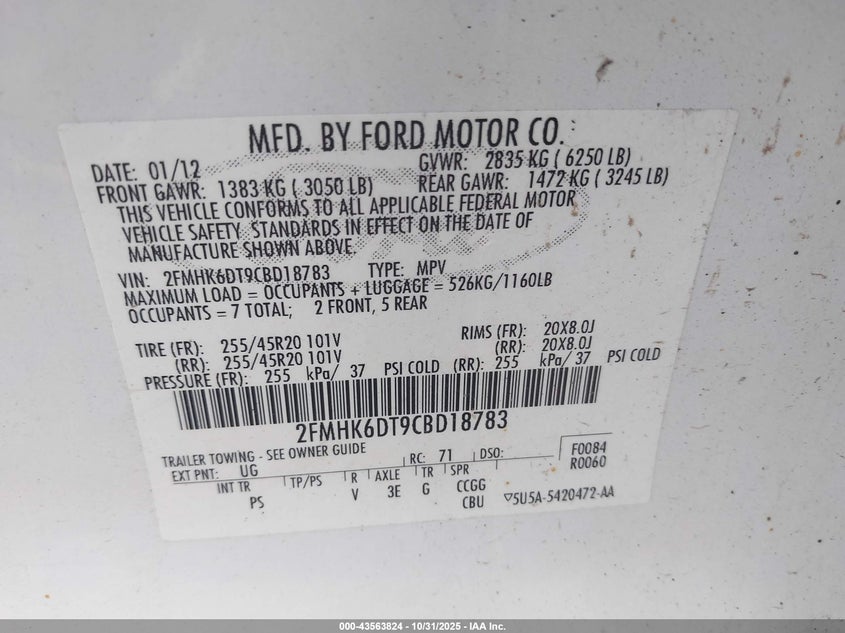 MFD. BY FORD MOTOR CO.
DATE: 01/12 GVWR: 2835 KG ( 6250 LB)
FRONT GAWR: 1383 KG ( 3050 LB) REAR GAWR: 1472 KG ( 3245 LB)
THIS VEHICLE CONFORMS TO ALL APPLICABLE FEDERAL MOTOR
VEHICLE SAFETY. STANDARDS IN EFFECT ON THE DATE OF
MANUFACTURE SHOWN ABOVE.
VIN: 2FMHK6DT9CBD18783 TYPE: MPV
MAXIMUM LOAD = OCCUPANTS + LUGGAGE = 526KG/1160LB
OCCUPANTS = 7 TOTAL; 2 FRONT, 5 REAR
TIRE (FR): 255/45R20 101V RIMS (FR): 20X8.0J
(RR): 255/45R20 101V (RR): 20X8.0J
PRESSURE (FR): 255 kPa/ 37 PSI COLD (RR): 255 kPa/ 37 PSI COLD
2FMHK6DT9CBD18783
TRAILER TOWING - SEE OWNER GUIDE
EXT PNT: UG RC: 71 DSO: F0084
R0060
INT TR TP/PS R AXLE TR SPR
PS V 3E G CCGG
CBU ▽5U5A-5420472-AA
000-43563824 - 10/31/2025 - IAA Inc.